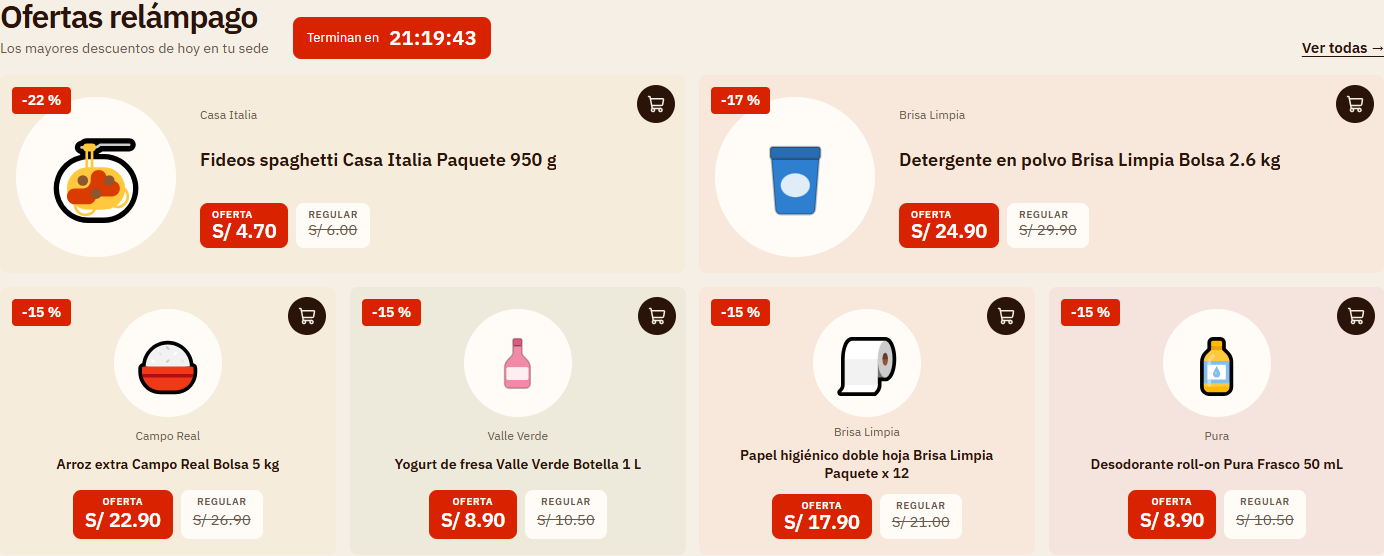 Ofertas relámpago
Los mayores descuentos de hoy en tu sede
Terminan en 21:19:43
Ver todas →
-22 %
Casa Italia
Fideos spaghetti Casa Italia Paquete 950 g
OFERTA
S/ 4.70
REGULAR
S/ 6.00
-17 %
Brisa Limpia
Detergente en polvo Brisa Limpia Bolsa 2.6 kg
OFERTA
S/ 24.90
REGULAR
S/ 29.90
-15 %
Campo Real
Arroz extra Campo Real Bolsa 5 kg
OFERTA
S/ 22.90
REGULAR
S/ 26.90
-15 %
Valle Verde
Yogurt de fresa Valle Verde Botella 1 L
OFERTA
S/ 8.90
REGULAR
S/ 10.50
-15 %
Brisa Limpia
Papel higiénico doble hoja Brisa Limpia
Paquete x 12
OFERTA
S/ 17.90
REGULAR
S/ 21.00
-15 %
Pura
Desodorante roll-on Pura Frasco 50 mL
OFERTA
S/ 8.90
REGULAR
S/ 10.50